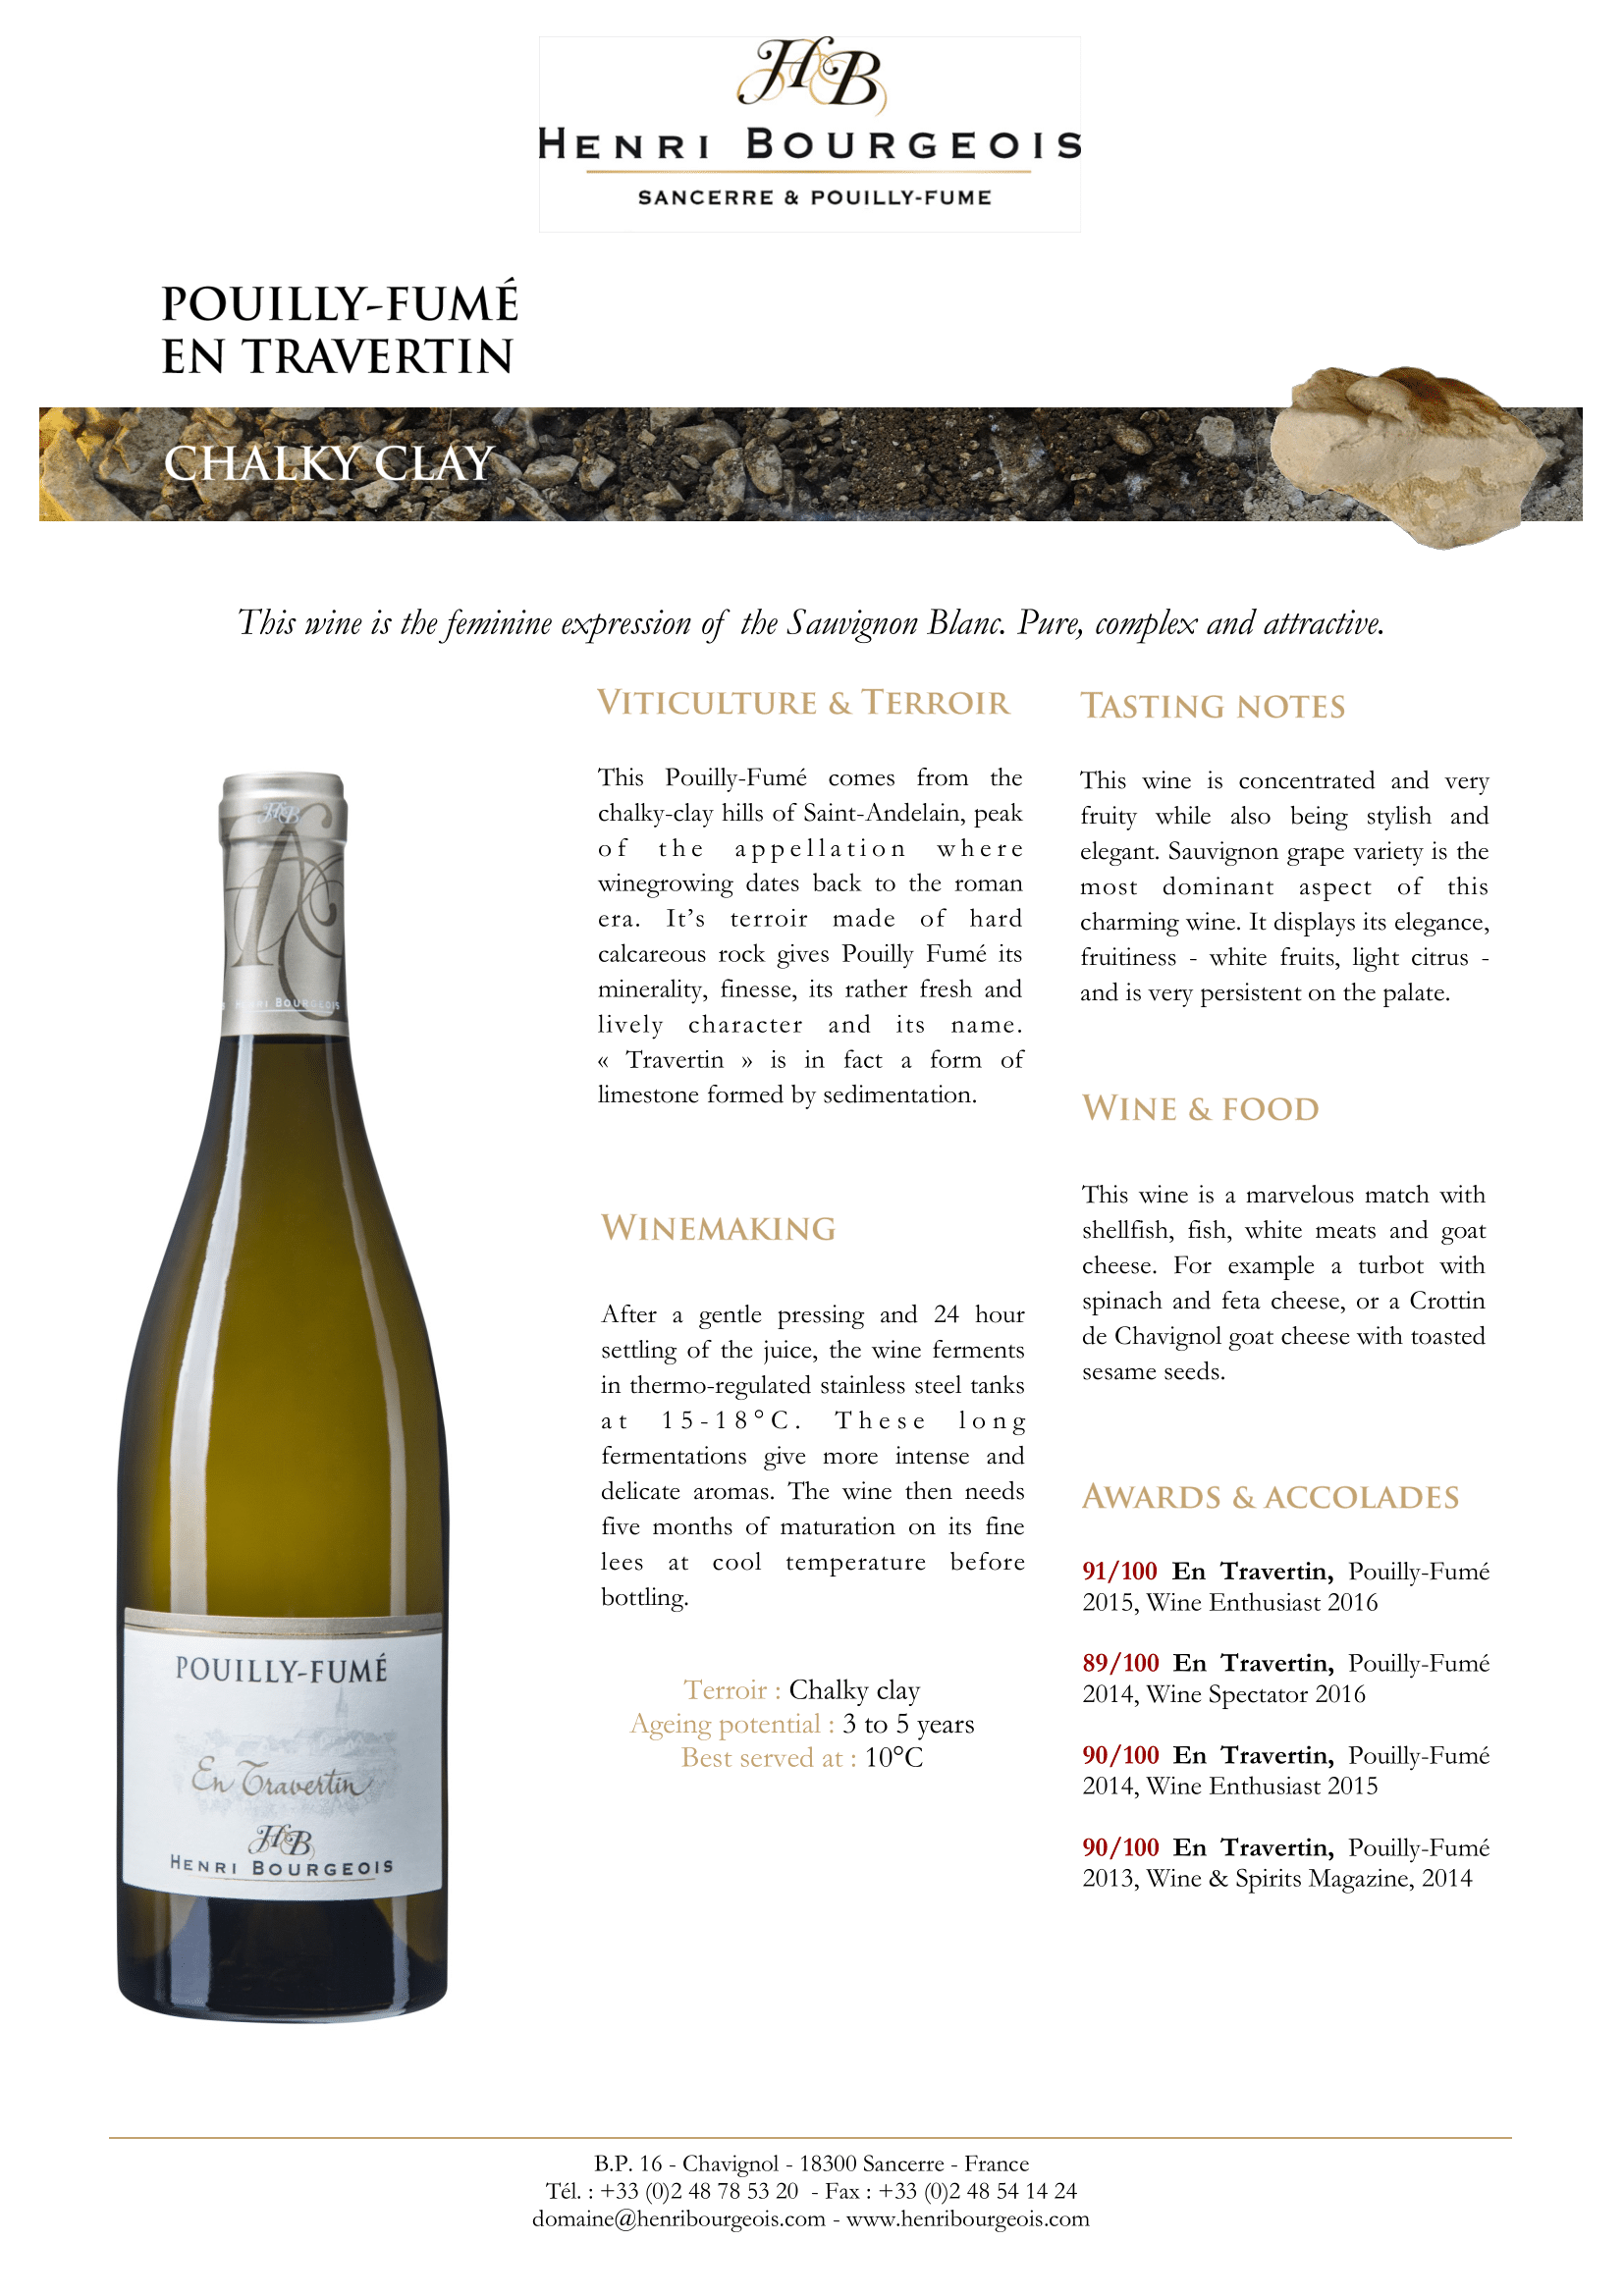 HB
HENRI BOURGEOIS
SANCERRE & POUILLY-FUME
POUILLY-FUMÉ
EN TRAVERTIN
CHALKY CLAY
This wine is the feminine expression of the Sauvignon Blanc. Pure, complex and attractive.
VITICULTURE & TERROIR
This Pouilly-Fumé comes from the
chalky-clay hills of Saint-Andelain, peak
of the appellation where
winegrowing dates back to the roman
era. It’s terroir made of hard
calcareous rock gives Pouilly Fumé its
minerality, finesse, its rather fresh and
lively character and its name.
« Travertin » is in fact a form of
limestone formed by sedimentation.
WINEMAKING
After a gentle pressing and 24 hour
settling of the juice, the wine ferments
in thermo-regulated stainless steel tanks
at 15-18°C. These long
fermentations give more intense and
delicate aromas. The wine then needs
five months of maturation on its fine
lees at cool temperature before
bottling.
Terroir : Chalky clay
Ageing potential : 3 to 5 years
Best served at : 10°C
TASTING NOTES
This wine is concentrated and very
fruity while also being stylish and
elegant. Sauvignon grape variety is the
most dominant aspect of this
charming wine. It displays its elegance,
fruitiness - white fruits, light citrus -
and is very persistent on the palate.
WINE & FOOD
This wine is a marvelous match with
shellfish, fish, white meats and goat
cheese. For example a turbot with
spinach and feta cheese, or a Crottin
de Chavignol goat cheese with toasted
sesame seeds.
AWARDS & ACCOLADES
91/100 En Travertin, Pouilly-Fumé
2015, Wine Enthusiast 2016
89/100 En Travertin, Pouilly-Fumé
2014, Wine Spectator 2016
90/100 En Travertin, Pouilly-Fumé
2014, Wine Enthusiast 2015
90/100 En Travertin, Pouilly-Fumé
2013, Wine & Spirits Magazine, 2014
HB
HENRI BOURGEOIS
POUILLY-FUMÉ
En Travertin
HB
HENRI BOURGEOIS
B.P. 16 - Chavignol - 18300 Sancerre - France
Tél. : +33 (0)2 48 78 53 20 - Fax : +33 (0)2 48 54 14 24
domaine@henribourgeois.com - www.henribourgeois.com